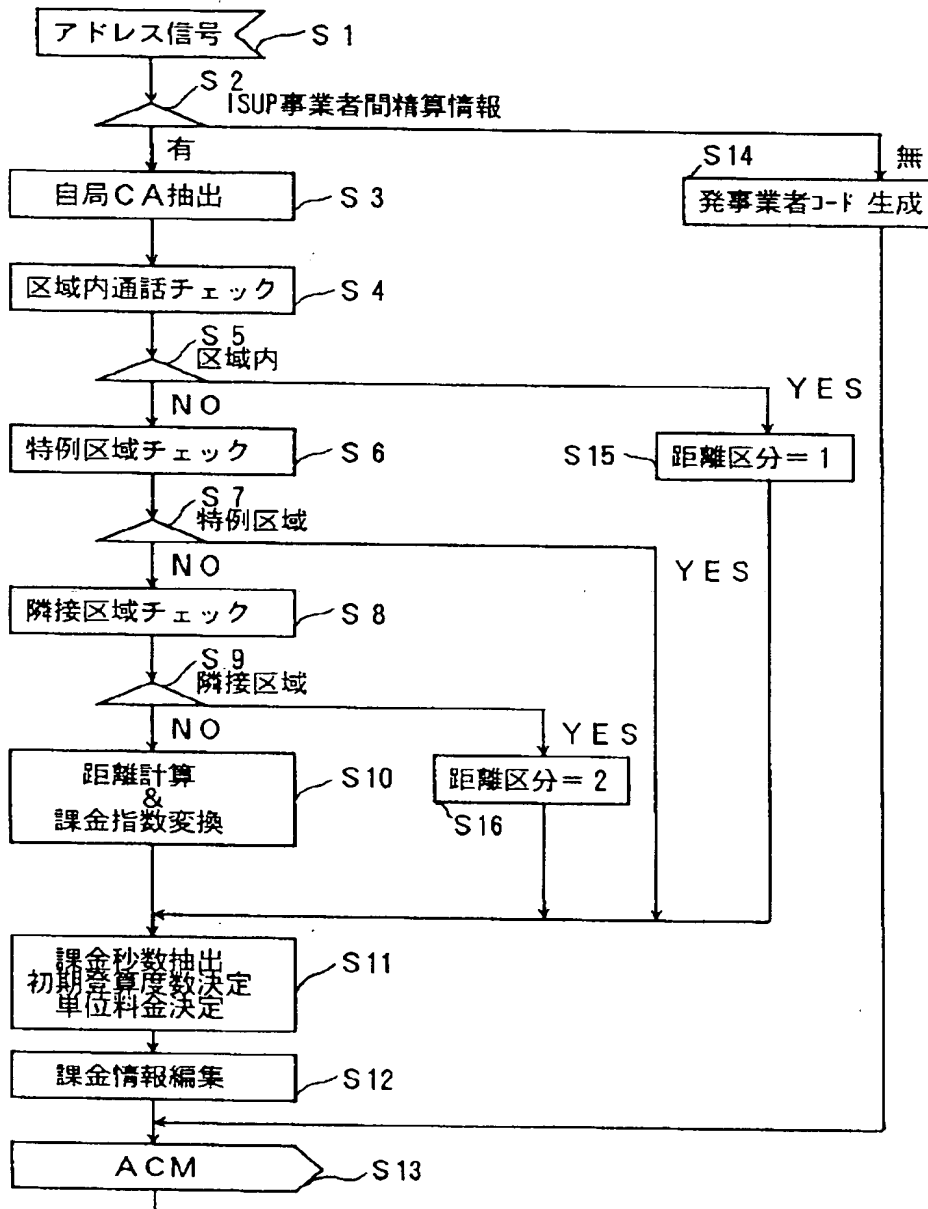 アドレス信号
S1
S2
ISUP事業者間精算情報
有
無
自局CA抽出
S3
S14
発事業者コード 生成
区域内通話チェック
S4
S5
区域内
YES
NO
特例区域チェック
S6
S15
距離区分=1
S7
特例区域
YES
NO
隣接区域チェック
S8
S9
隣接区域
YES
NO
距離計算
&
課金指数変換
S10
距離区分=2
S16
課金秒数抽出
初期登算度数決定
単位料金決定
S11
課金情報編集
S12
ACM
S13